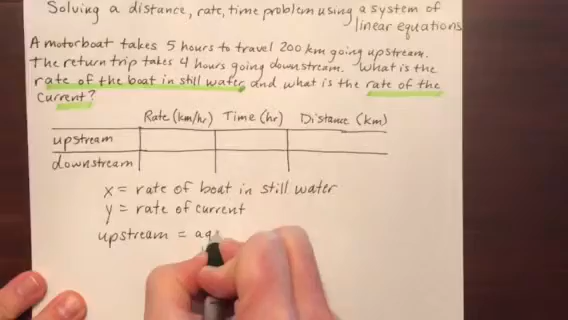 Solving a distance, rate, time problem using a system of
linear equations
A motorboat takes 5 hours to travel 200 km going upstream.
The return trip takes 4 hours going downstream. What is the
rate of the boat in still water and what is the rate of the
current?
Rate (km/hr) Time (hr) Distance (km)
upstream
downstream
x = rate of boat in still water
y = rate of current
upstream =